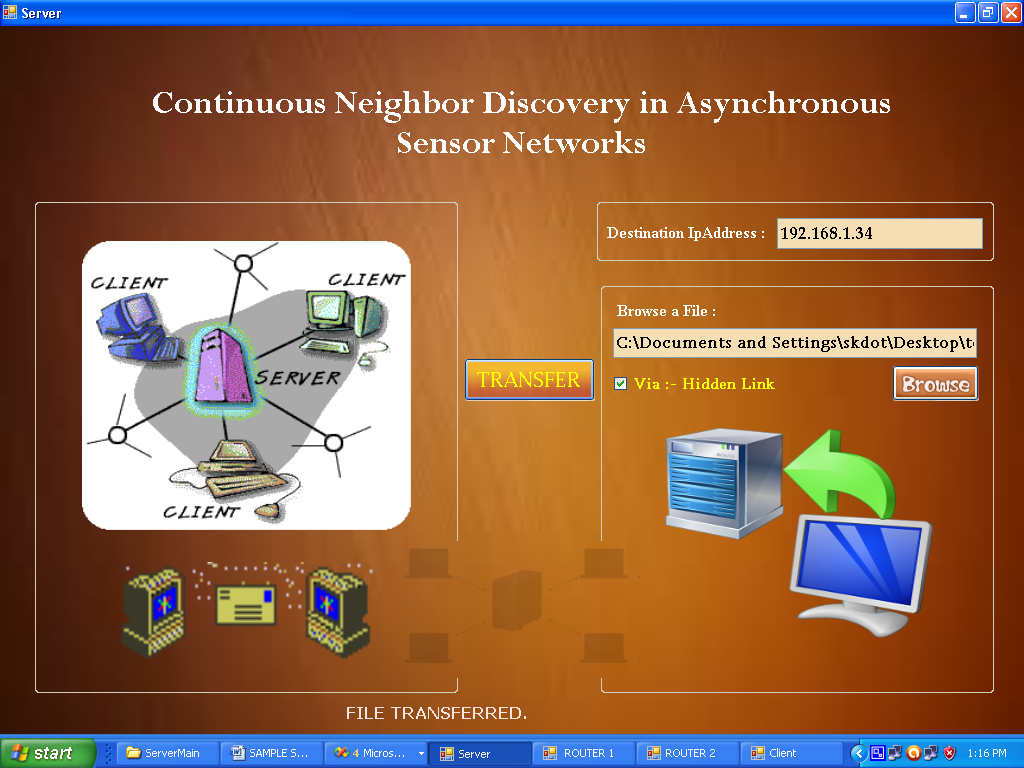 Server
Continuous Neighbor Discovery in Asynchronous
Sensor Networks
Destination IpAddress :
192.168.1.34
CLIENT
CLIENT
SERVER
CLIENT
TRANSFER
Browse a File :
C:\Documents and Settings\skdot\Desktop\t
Via :- Hidden Link
Browse
FILE TRANSFERRED.
start
ServerMain
SAMPLE S...
4 Micros...
Server
ROUTER 1
ROUTER 2
Client
1:16 PM